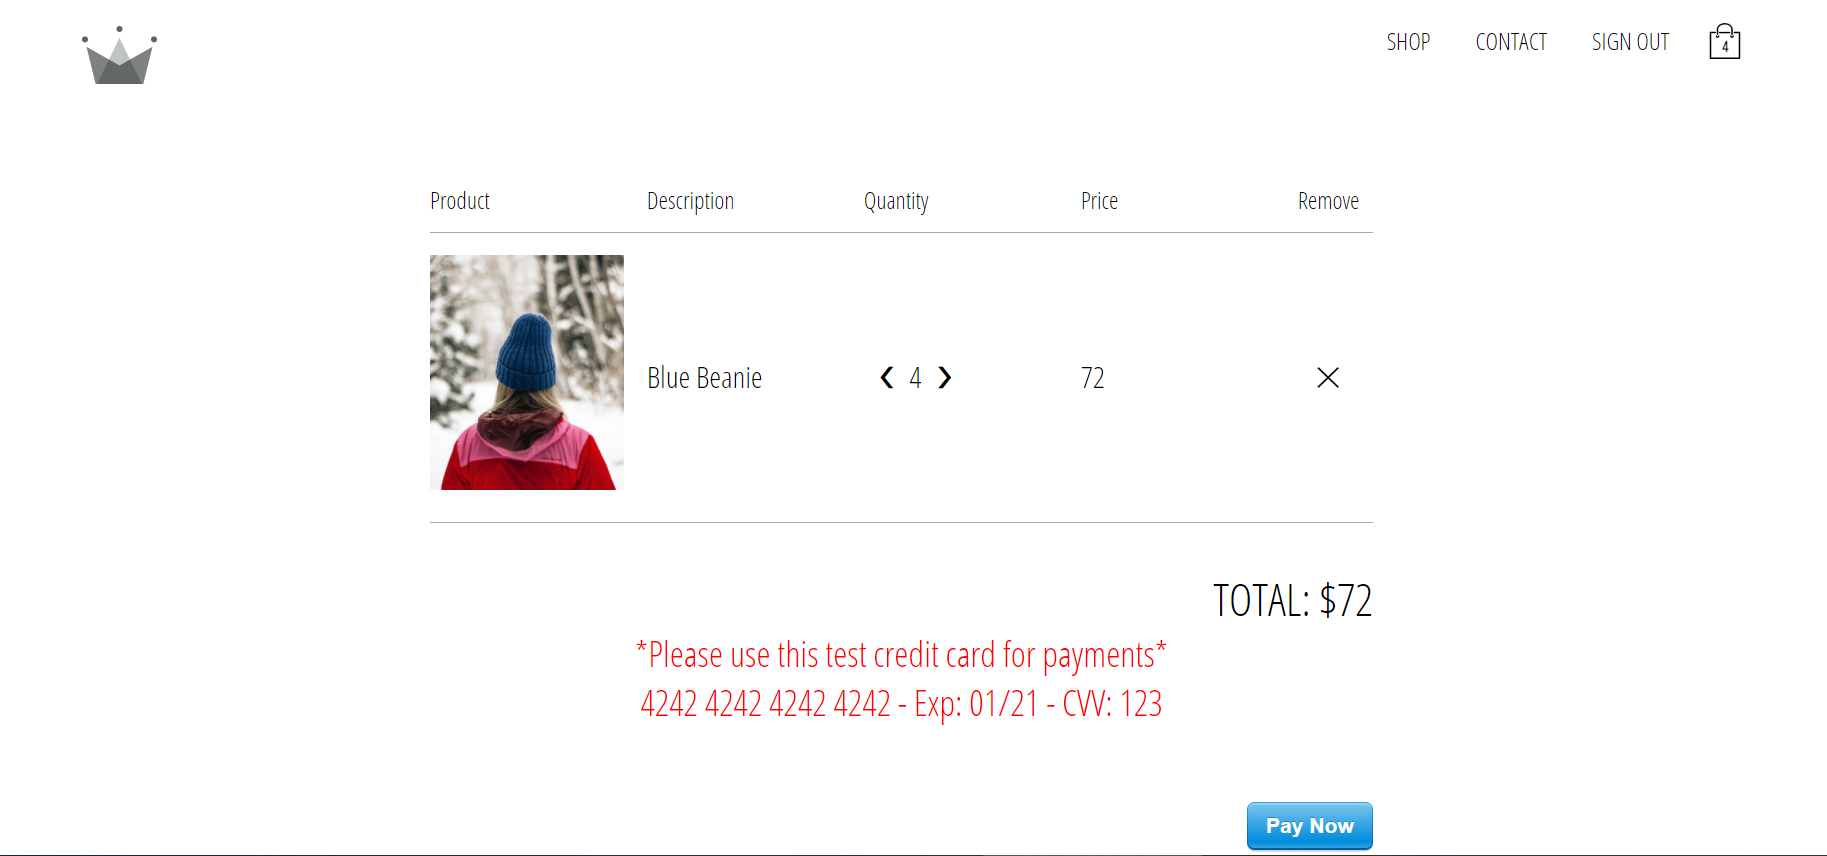 SHOP CONTACT SIGN OUT 4
Product Description Quantity Price Remove
Blue Beanie ❮ 4 ❯ 72 ✕
TOTAL: $72
*Please use this test credit card for payments*
4242 4242 4242 4242 - Exp: 01/21 - CVV: 123
Pay Now